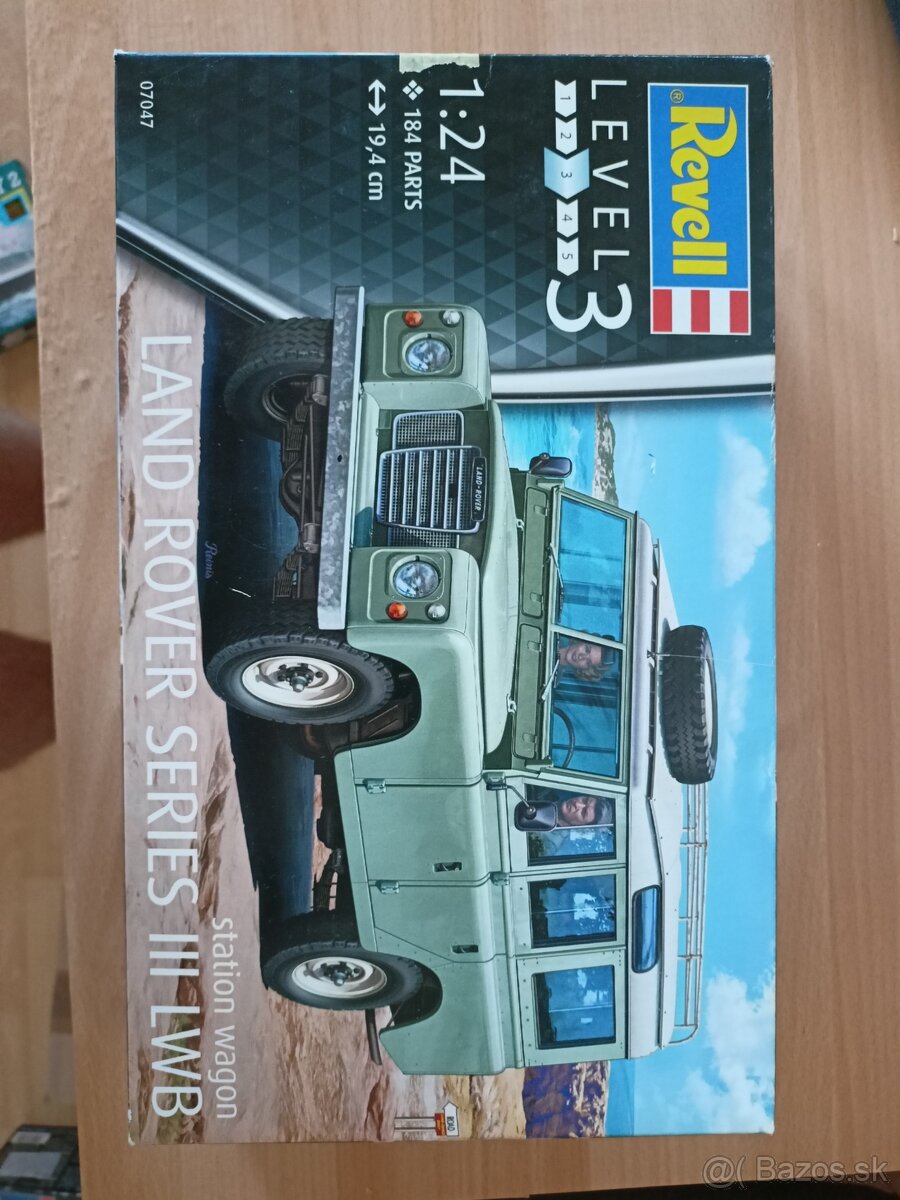 Revell®
LEVEL 3
1 2 3 4 5
1:24
184 PARTS
19,4 cm
07047
LAND-ROVER
ROAD
station wagon
LAND ROVER SERIES III LWB
@( Bazos.sk